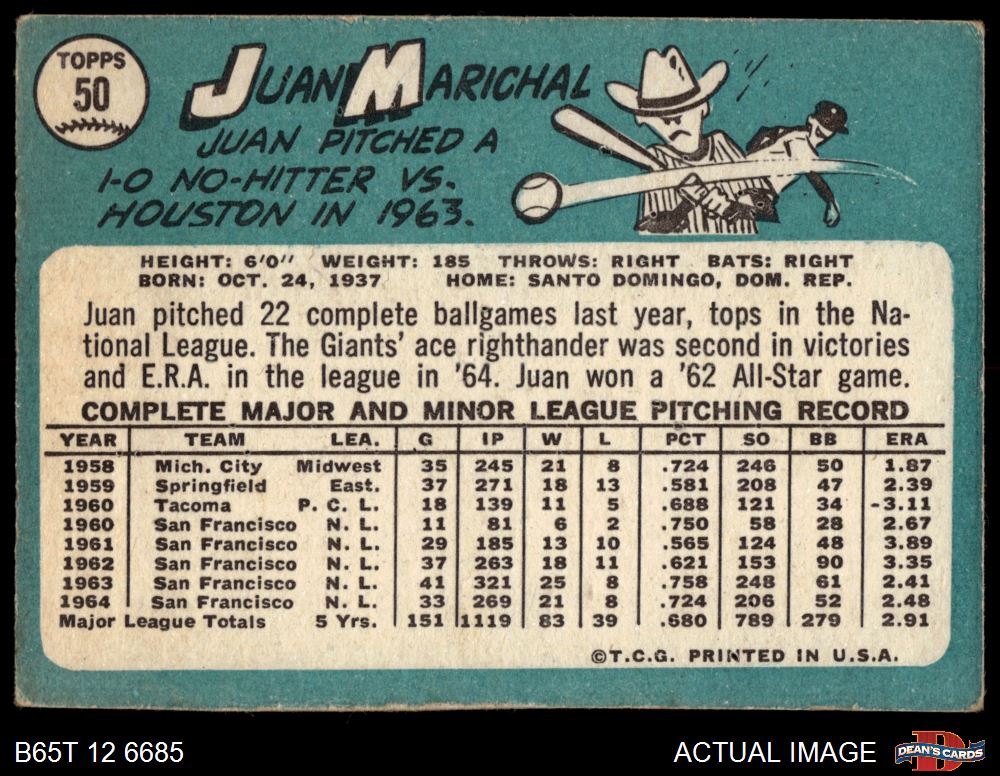 TOPPS
50
JUAN MARICHAL
JUAN PITCHED A
1-0 NO-HITTER VS.
HOUSTON IN 1963.
HEIGHT: 6'0" WEIGHT: 185 THROWS: RIGHT BATS: RIGHT
BORN: OCT. 24, 1937 HOME: SANTO DOMINGO, DOM. REP.
Juan pitched 22 complete ballgames last year, tops in the Na-
tional League. The Giants' ace righthander was second in victories
and E.R.A. in the league in '64. Juan won a '62 All-Star game.
COMPLETE MAJOR AND MINOR LEAGUE PITCHING RECORD
YEAR TEAM LEA. G IP W L PCT SO BB ERA
1958 Mich. City Midwest 35 245 21 8 .724 246 50 1.87
1959 Springfield East. 37 271 18 13 .581 208 47 2.39
1960 Tacoma P. C. L. 18 139 11 5 .688 121 34 -3.11
1960 San Francisco N. L. 11 81 6 2 .750 58 28 2.67
1961 San Francisco N. L. 29 185 13 10 .565 124 48 3.89
1962 San Francisco N. L. 37 263 18 11 .621 153 90 3.35
1963 San Francisco N. L. 41 321 25 8 .758 248 61 2.41
1964 San Francisco N. L. 33 269 21 8 .724 206 52 2.48
Major League Totals 5 Yrs. 151 1119 83 39 .680 789 279 2.91
©T.C.G. PRINTED IN U.S.A.
B65T 12 6685 ACTUAL IMAGE DEAN'S CARDS